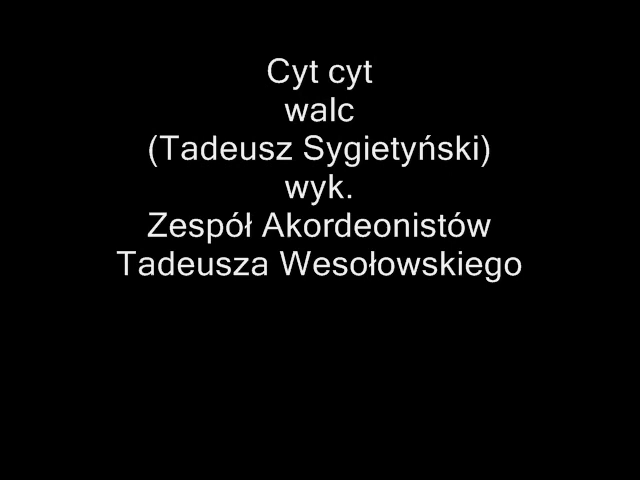 Cyt cyt
walc
(Tadeusz Sygietyński)
wyk.
Zespół Akordeonistów
Tadeusza Wesołowskiego